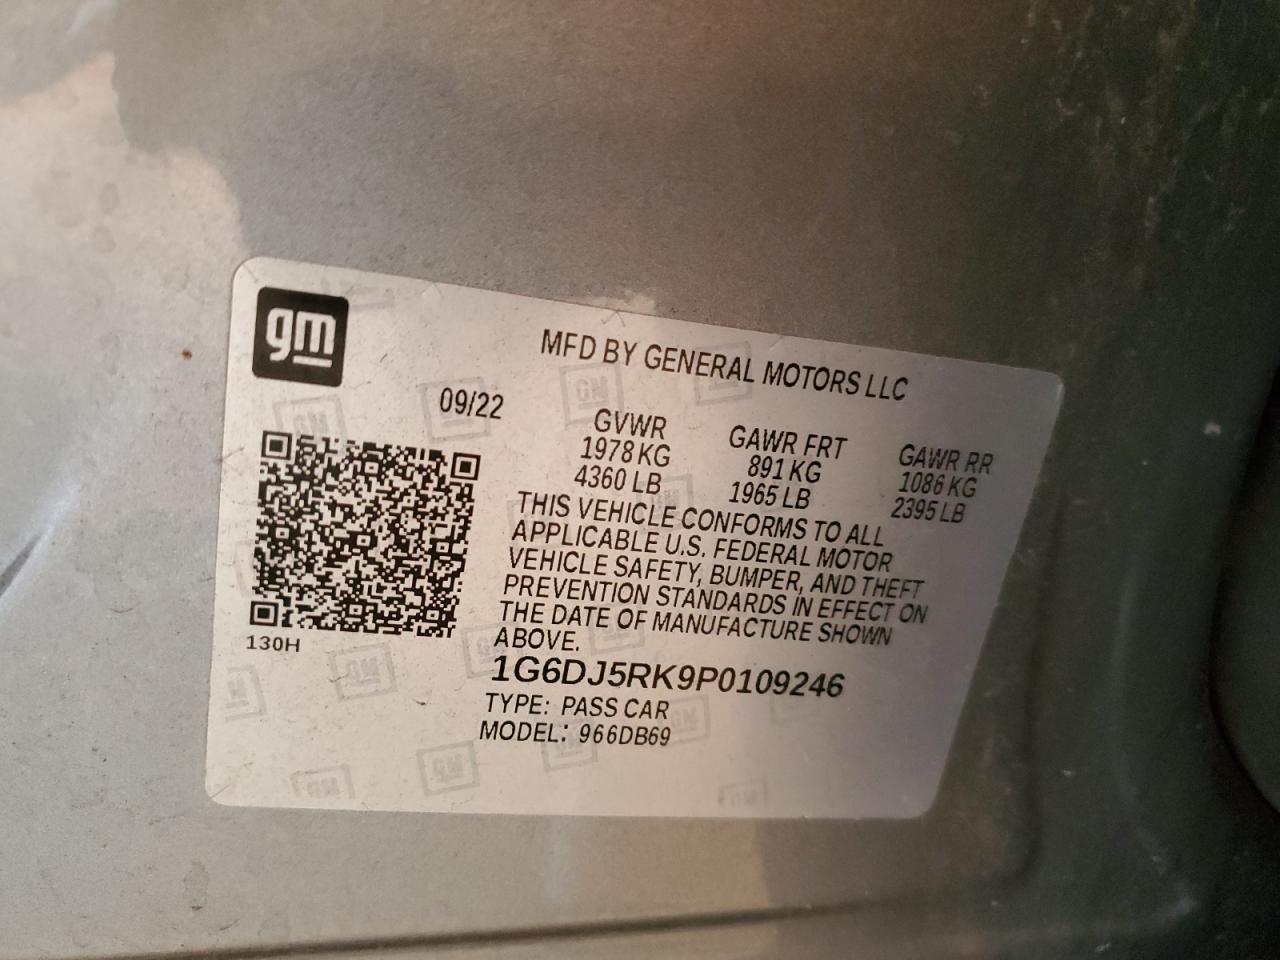 gm
MFD BY GENERAL MOTORS LLC
09/22
GVWR GAWR FRT GAWR RR
1978 KG 891 KG 1086 KG
4360 LB 1965 LB 2395 LB
THIS VEHICLE CONFORMS TO ALL
APPLICABLE U.S. FEDERAL MOTOR
VEHICLE SAFETY, BUMPER, AND THEFT
PREVENTION STANDARDS IN EFFECT ON
THE DATE OF MANUFACTURE SHOWN
ABOVE.
130H
1G6DJ5RK9P0109246
TYPE: PASS CAR
MODEL: 966DB69